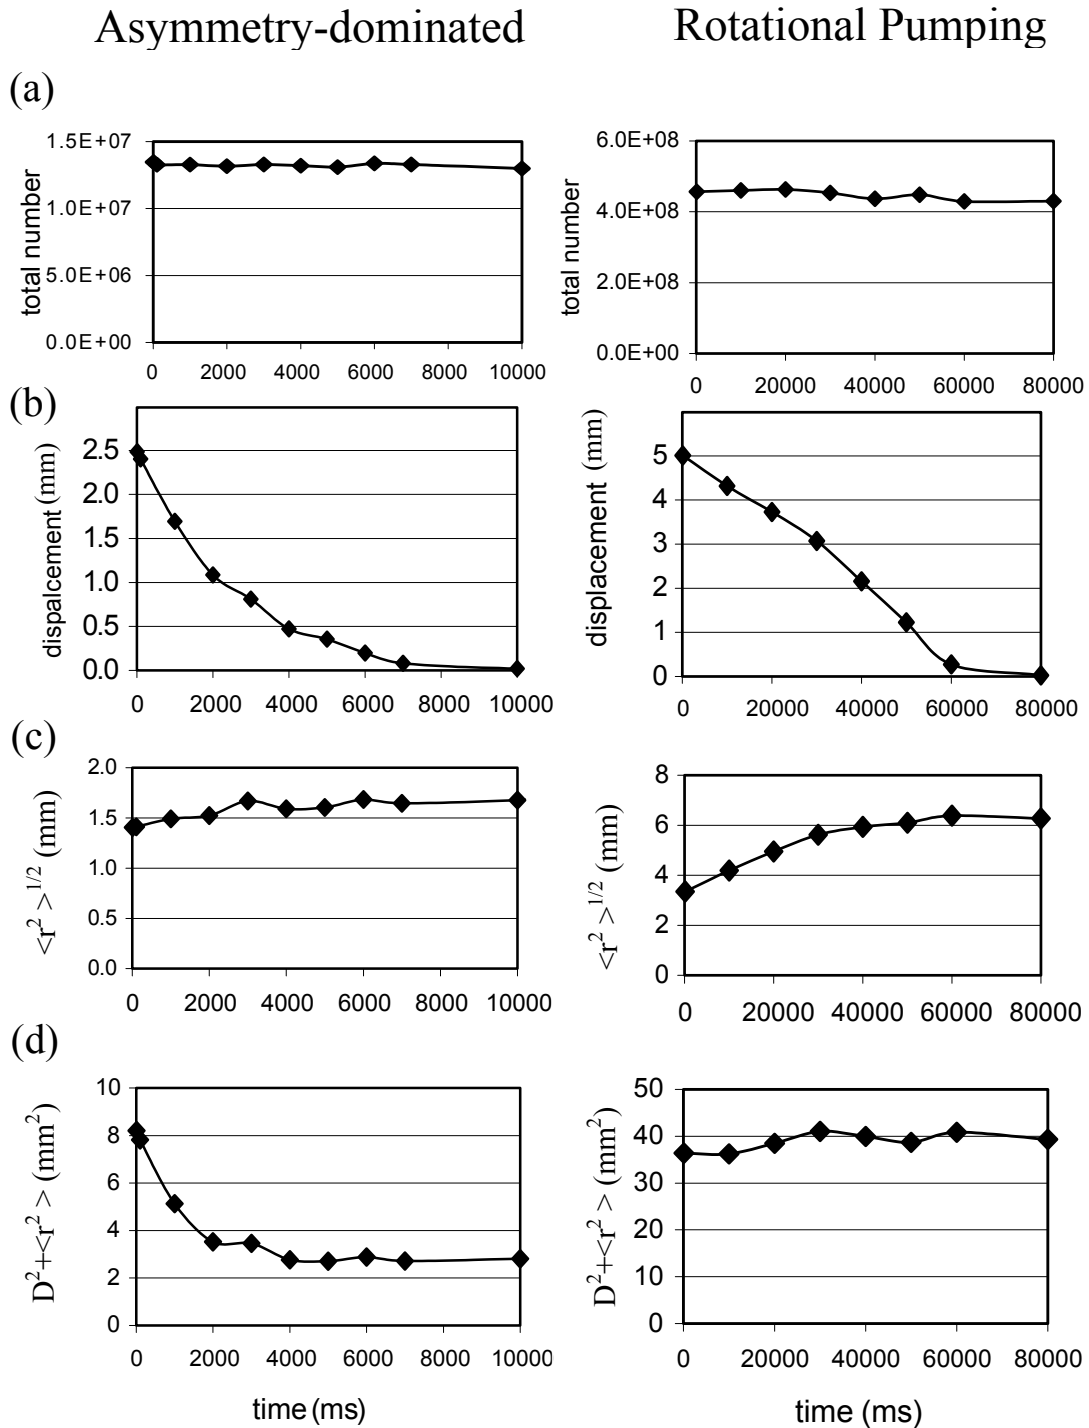 Asymmetry-dominated
Rotational Pumping
(a)
total number
1.5E+07
1.0E+07
5.0E+06
0.0E+00
0 2000 4000 6000 8000 10000
total number
6.0E+08
4.0E+08
2.0E+08
0.0E+00
0 20000 40000 60000 80000
(b)
dispalcement (mm)
2.5
2.0
1.5
1.0
0.5
0.0
0 2000 4000 6000 8000 10000
displacement (mm)
5
4
3
2
1
0
0 20000 40000 60000 80000
(c)
<r² >^1/2 (mm)
2.0
1.5
1.0
0.5
0.0
0 2000 4000 6000 8000 10000
<r² >^1/2 (mm)
8
6
4
2
0
0 20000 40000 60000 80000
(d)
D²+<r² > (mm²)
10
8
6
4
2
0
0 2000 4000 6000 8000 10000
time (ms)
D²+<r² > (mm²)
50
40
30
20
10
0
0 20000 40000 60000 80000
time (ms)